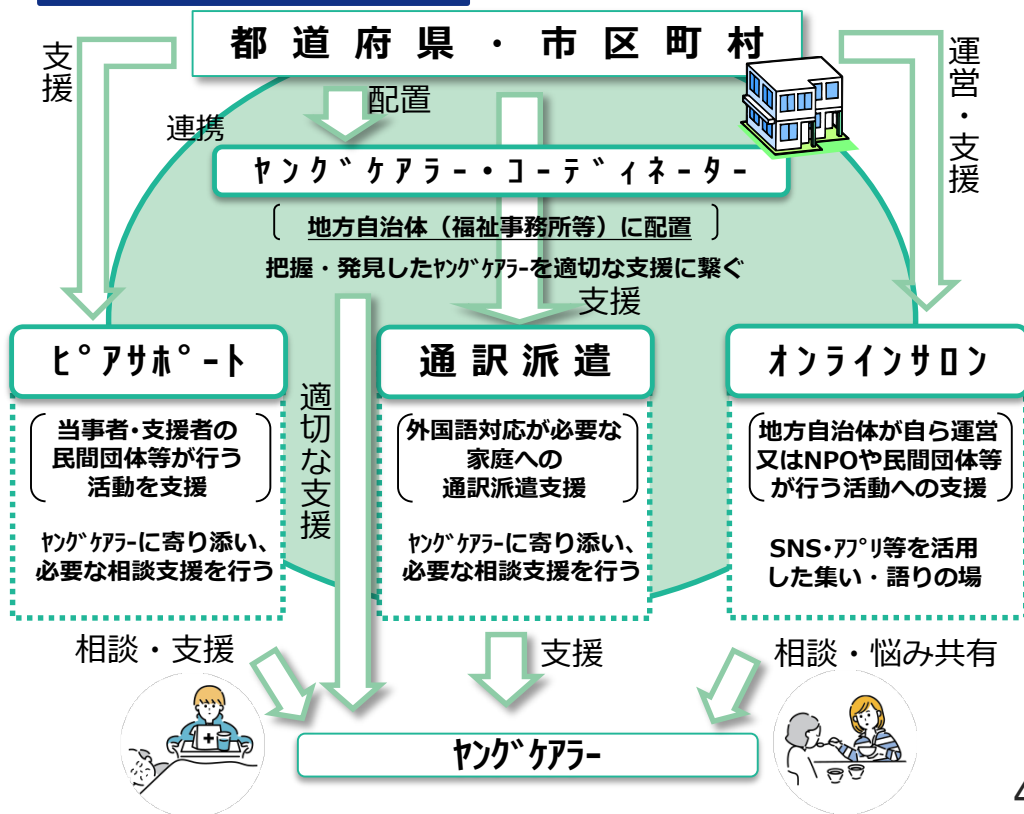 都道府県・市区町村
支援
配置
連携
運営・支援
ﾔﾝｸﾞｹｱﾗｰ・ｺｰﾃﾞｨﾈｰﾀｰ
地方自治体（福祉事務所等）に配置
把握・発見したﾔﾝｸﾞｹｱﾗｰを適切な支援に繋ぐ
支援
ﾋﾟｱｻﾎﾟｰﾄ
当事者･支援者の
民間団体等が行う
活動を支援
ﾔﾝｸﾞｹｱﾗｰに寄り添い、
必要な相談支援を行う
適切な支援
通訳派遣
外国語対応が必要な
家庭への
通訳派遣支援
ﾔﾝｸﾞｹｱﾗｰに寄り添い、
必要な相談支援を行う
オンラインサロン
地方自治体が自ら運営
又はNPOや民間団体等
が行う活動への支援
SNS･ｱﾌﾟﾘ等を活用
した集い・語りの場
相談・支援
支援
相談・悩み共有
ﾔﾝｸﾞｹｱﾗｰ